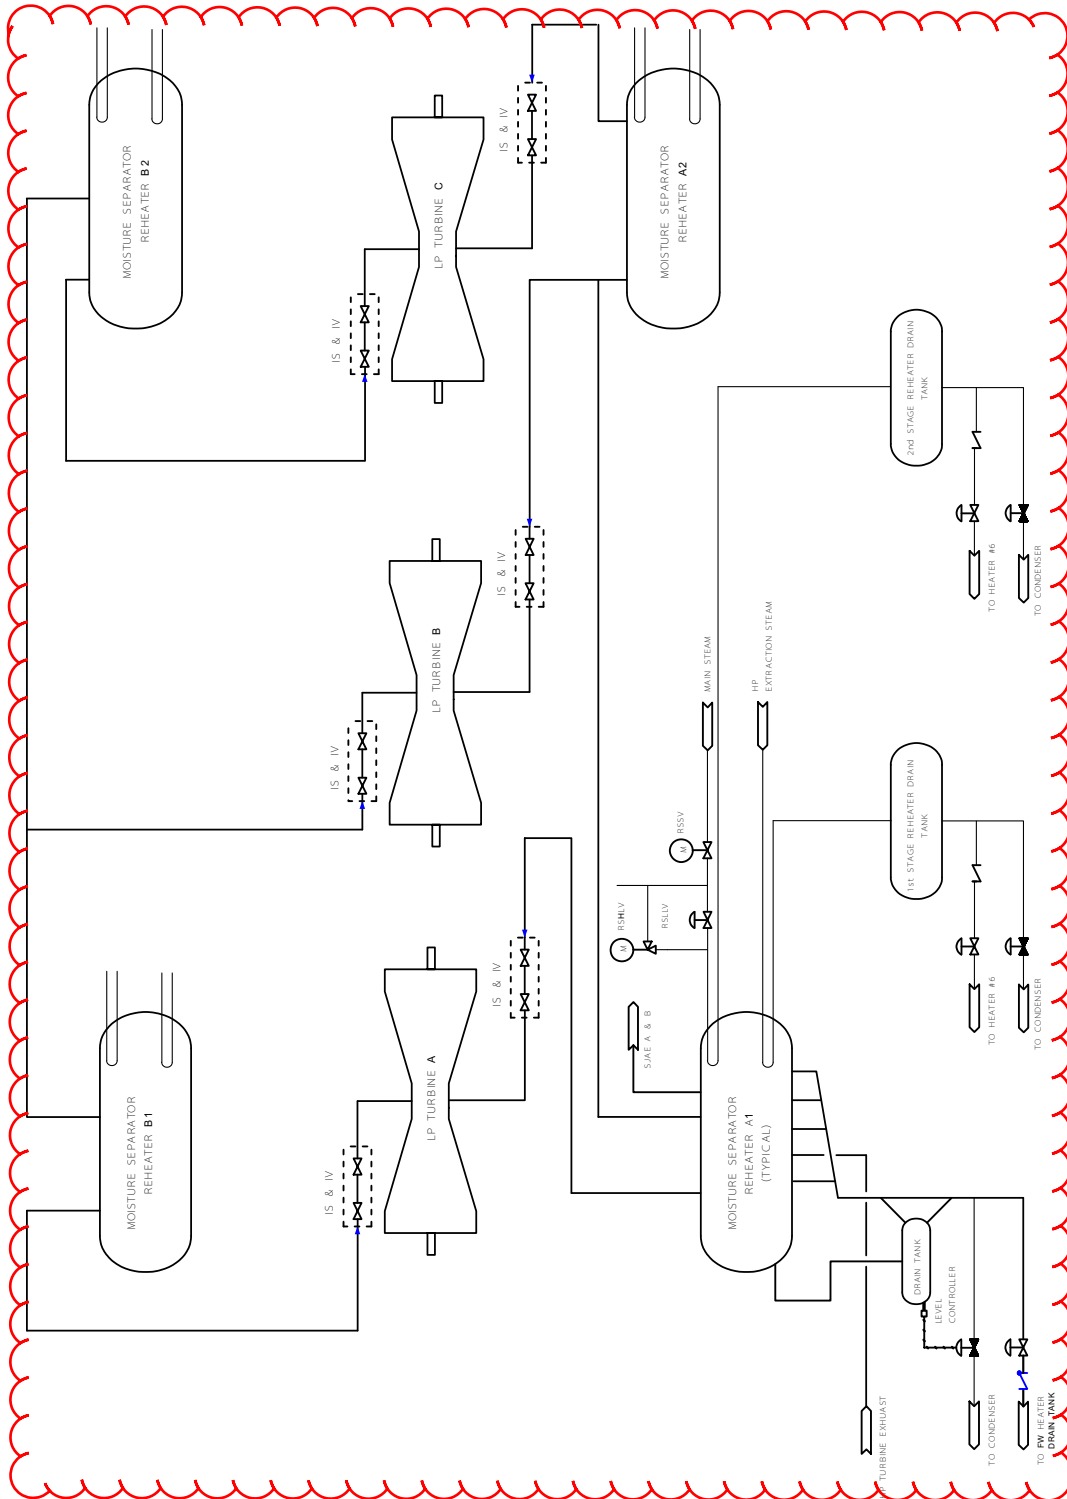 MOISTURE SEPARATOR
REHEATER B2
IS & IV
LP TURBINE C
IS & IV
MOISTURE SEPARATOR
REHEATER A2
IS & IV
LP TURBINE B
IS & IV
2nd STAGE REHEATER DRAIN
TANK
TO HEATER #6
TO CONDENSER
MAIN STEAM
HP
EXTRACTION STEAM
M
RSSV
RSHLV
M
RSLLV
1st STAGE REHEATER DRAIN
TANK
TO HEATER #6
TO CONDENSER
MOISTURE SEPARATOR
REHEATER B1
IS & IV
LP TURBINE A
IS & IV
SJAE A & B
MOISTURE SEPARATOR
REHEATER A1
(TYPICAL)
DRAIN TANK
LEVEL
CONTROLLER
P TURBINE EXHUAST
TO CONDENSER
TO FW HEATER
DRAIN TANK